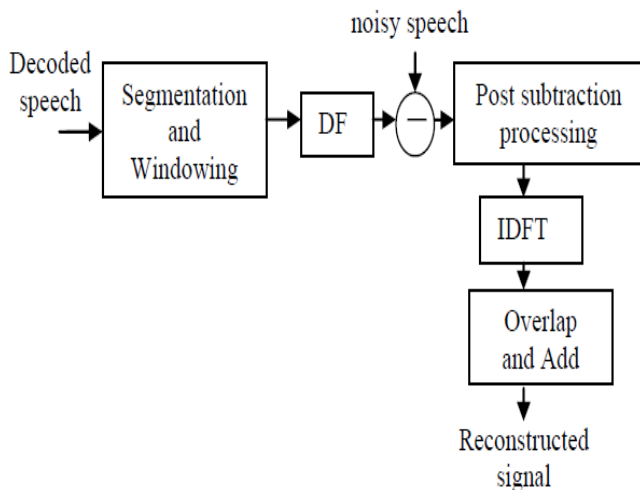 noisy speech
Decoded
speech
Segmentation
and
Windowing
DF
Post subtraction
processing
IDFT
Overlap
and Add
Reconstructed
signal